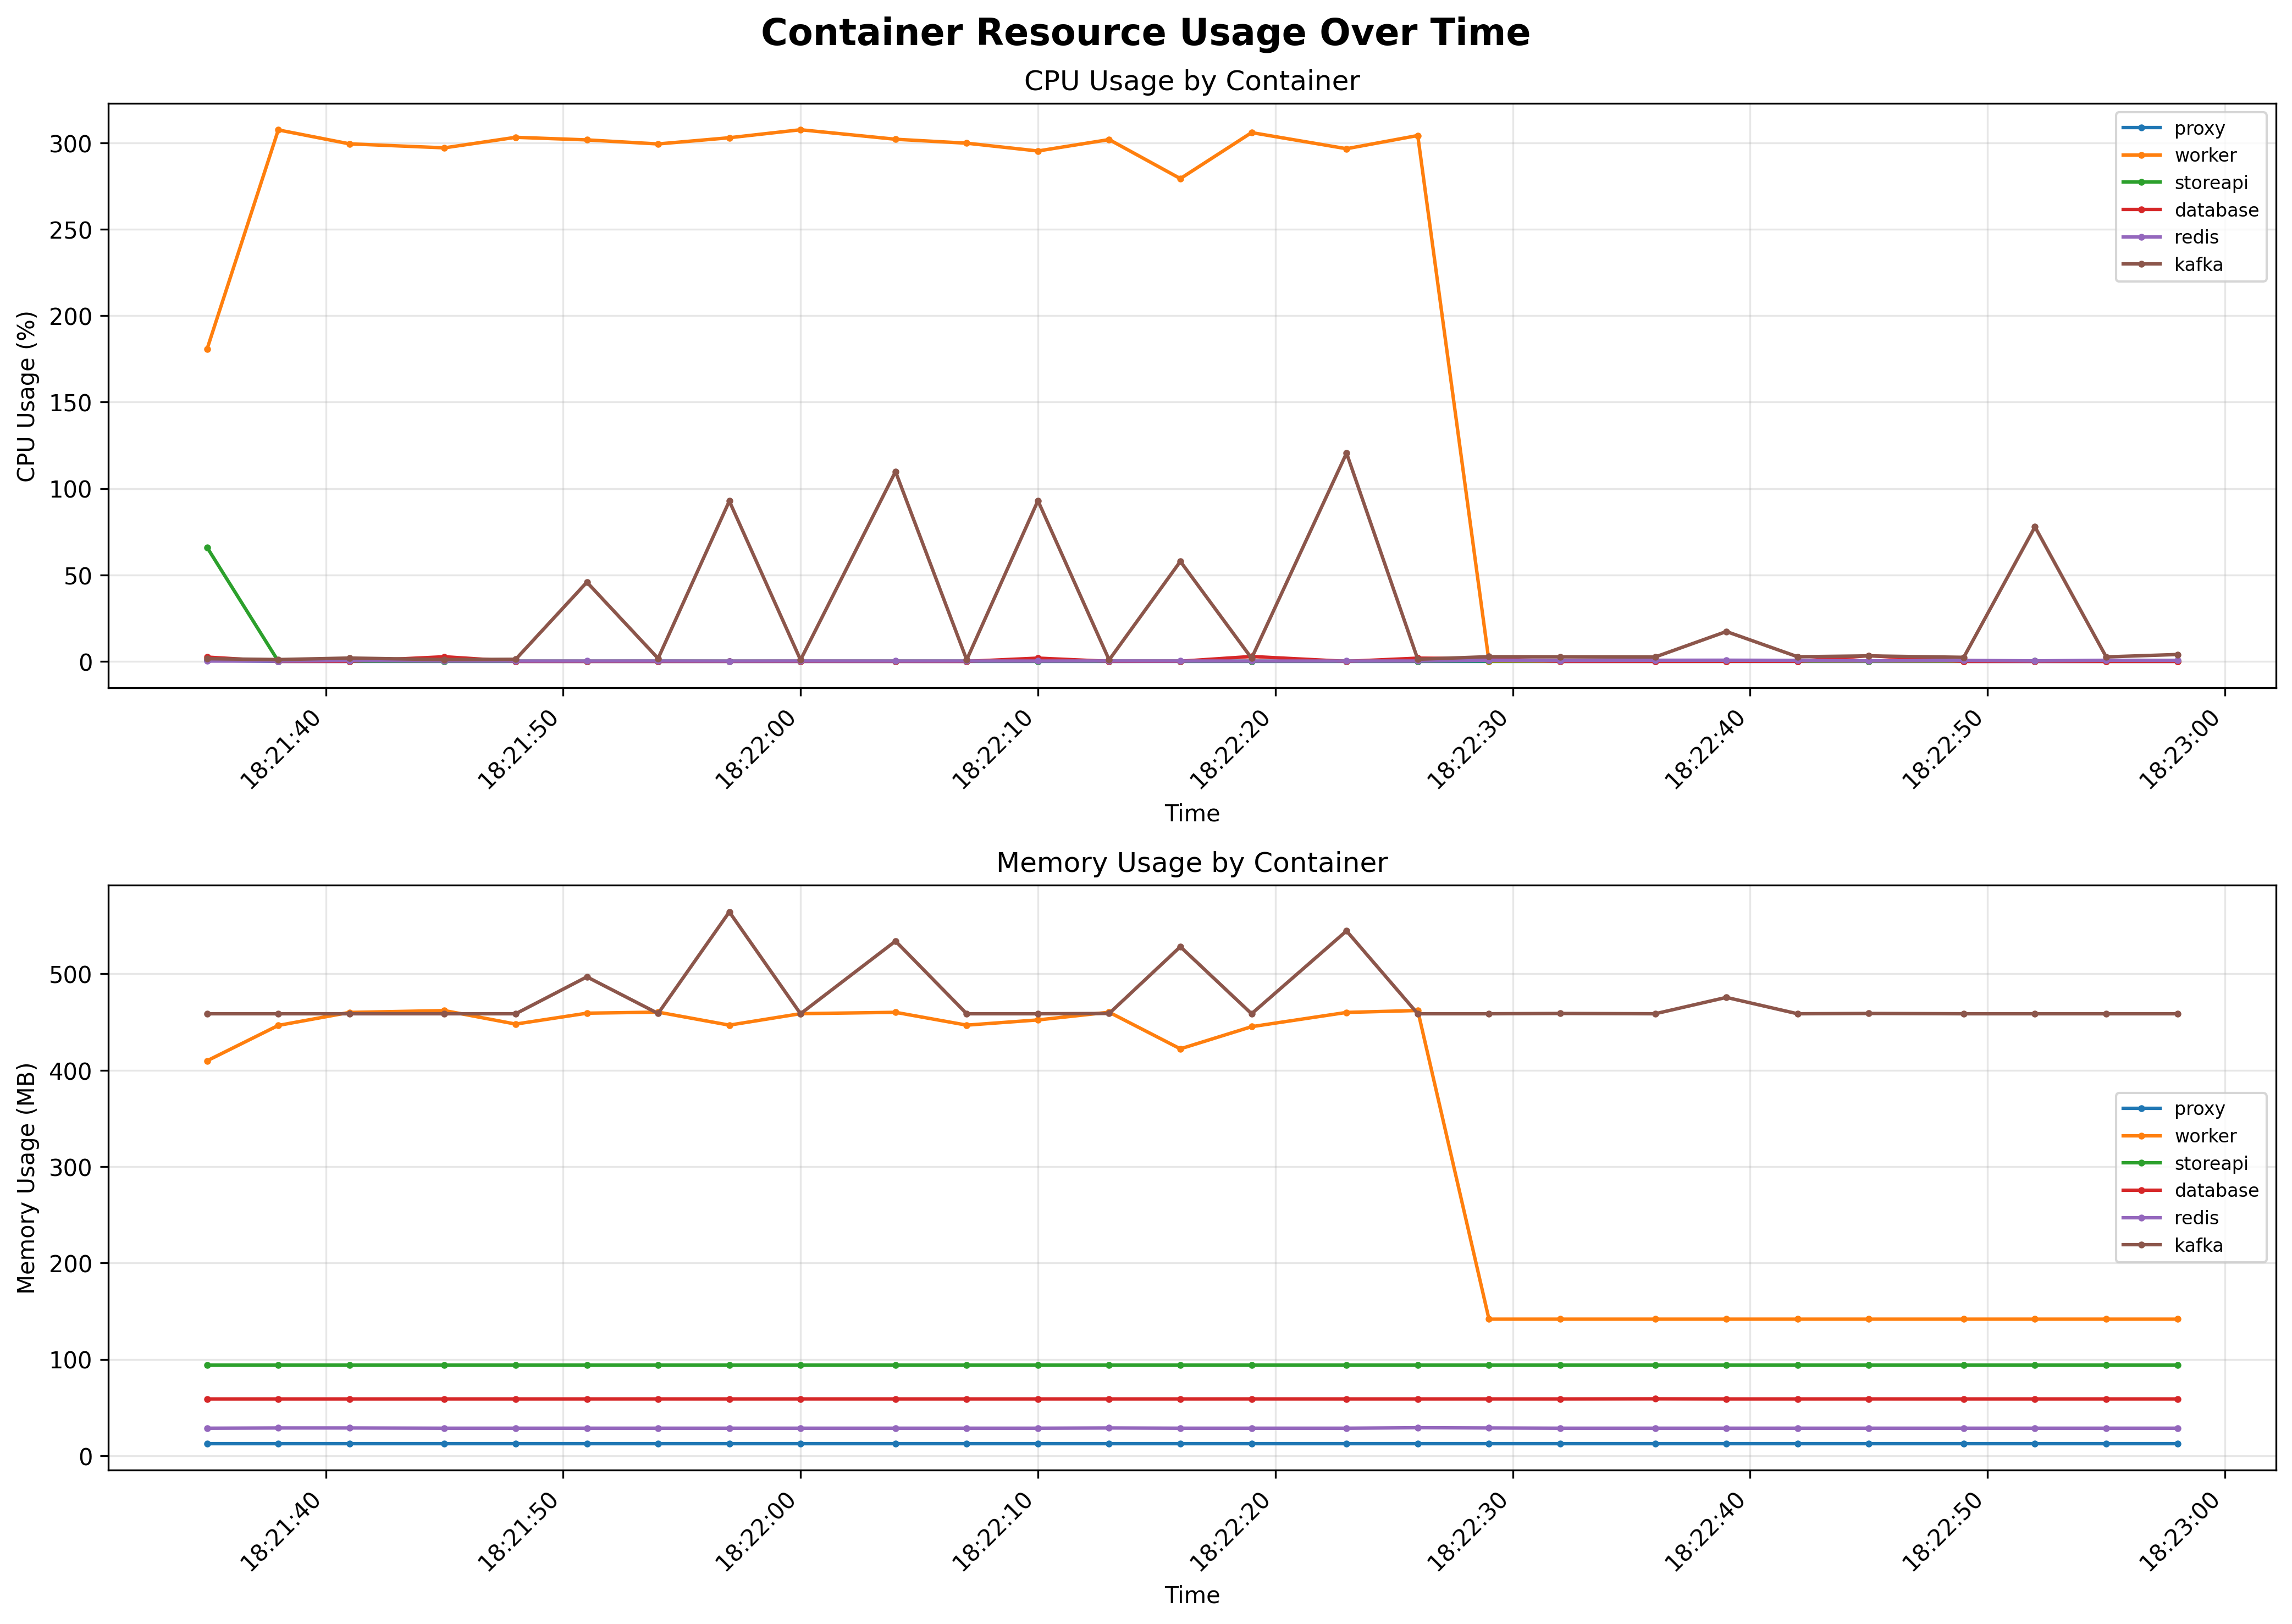 Container Resource Usage Over Time
CPU Usage by Container
CPU Usage (%)
300
250
200
150
100
50
0
proxy
worker
storeapi
database
redis
kafka
18:21:40
18:21:50
18:22:00
18:22:10
18:22:20
18:22:30
18:22:40
18:22:50
18:23:00
Time
Memory Usage by Container
Memory Usage (MB)
500
400
300
200
100
0
proxy
worker
storeapi
database
redis
kafka
18:21:40
18:21:50
18:22:00
18:22:10
18:22:20
18:22:30
18:22:40
18:22:50
18:23:00
Time